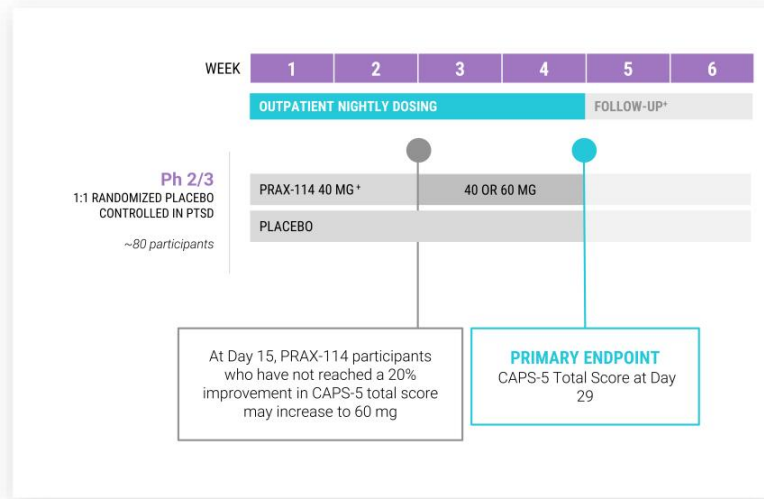 WEEK 1 2 3 4 5 6
OUTPATIENT NIGHTLY DOSING FOLLOW-UP+
Ph 2/3
1:1 RANDOMIZED PLACEBO
CONTROLLED IN PTSD
~80 participants
PRAX-114 40 MG+ 40 OR 60 MG
PLACEBO
At Day 15, PRAX-114 participants
who have not reached a 20%
improvement in CAPS-5 total score
may increase to 60 mg
PRIMARY ENDPOINT
CAPS-5 Total Score at Day
29